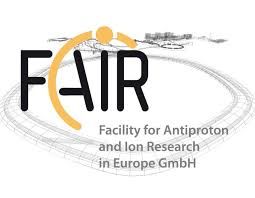 FAIR
Facility for Antiproton
and Ion Research
in Europe GmbH